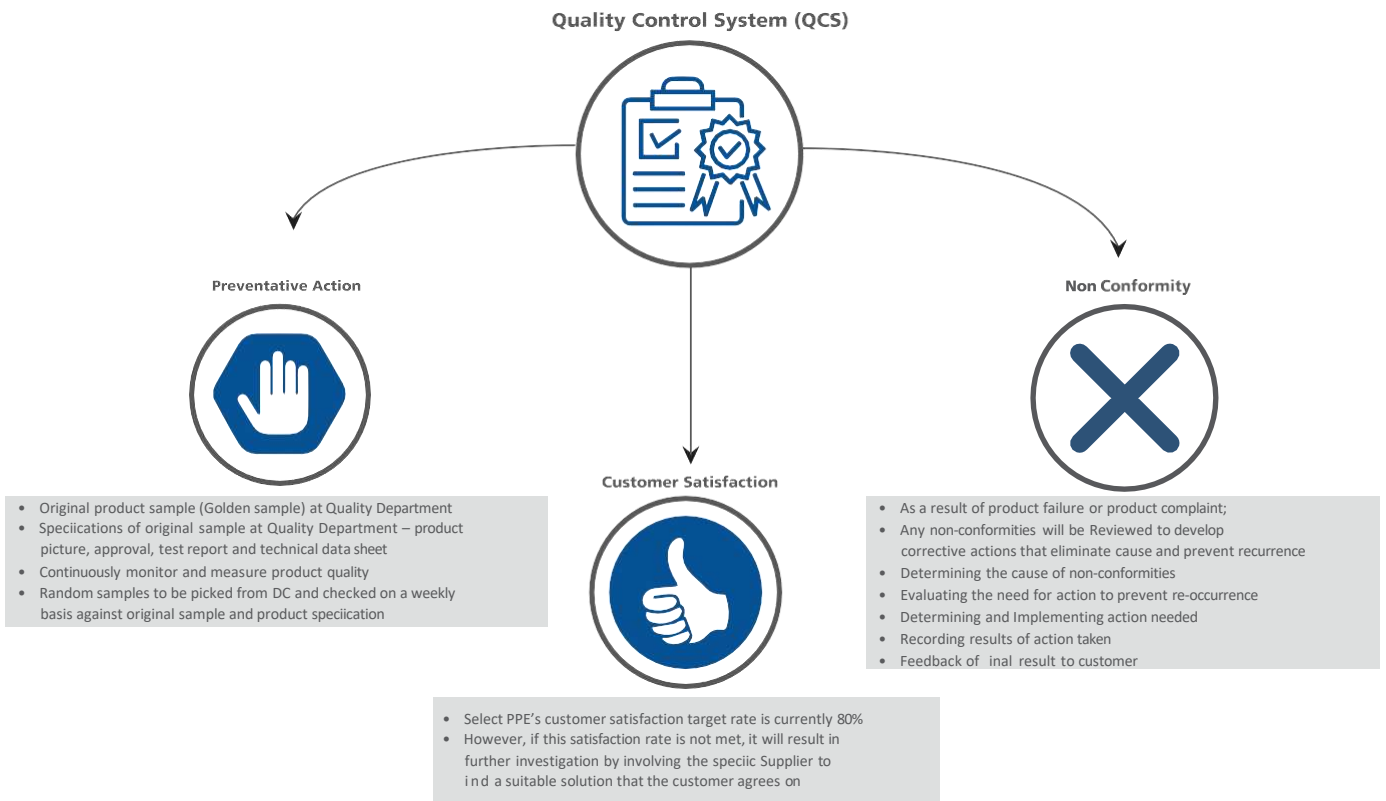 Quality Control System (QCS)
Preventative Action
• Original product sample (Golden sample) at Quality Department
• Speciications of original sample at Quality Department – product
picture, approval, test report and technical data sheet
• Continuously monitor and measure product quality
• Random samples to be picked from DC and checked on a weekly
basis against original sample and product speciication
Customer Satisfaction
• Select PPE’s customer satisfaction target rate is currently 80%
• However, if this satisfaction rate is not met, it will result in
further investigation by involving the speciic Supplier to
ind a suitable solution that the customer agrees on
Non Conformity
• As a result of product failure or product complaint;
• Any non-conformities will be Reviewed to develop
corrective actions that eliminate cause and prevent recurrence
• Determining the cause of non-conformities
• Evaluating the need for action to prevent re-occurrence
• Determining and Implementing action needed
• Recording results of action taken
• Feedback of inal result to customer